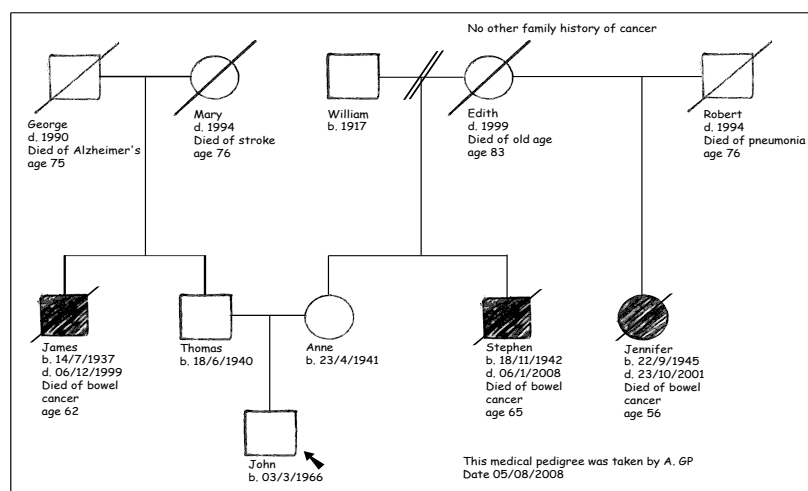 No other family history of cancer
George
d. 1990
Died of Alzheimer's
age 75
Mary
d. 1994
Died of stroke
age 76
William
b. 1917
Edith
d. 1999
Died of old age
age 83
Robert
d. 1994
Died of pneumonia
age 76
James
b. 14/7/1937
d. 06/12/1999
Died of bowel
cancer
age 62
Thomas
b. 18/6/1940
Anne
b. 23/4/1941
Stephen
b. 18/11/1942
d. 06/1/2008
Died of bowel
cancer
age 65
Jennifer
b. 22/9/1945
d. 23/10/2001
Died of bowel
cancer
age 56
John
b. 03/3/1966
This medical pedigree was taken by A. GP
Date 05/08/2008